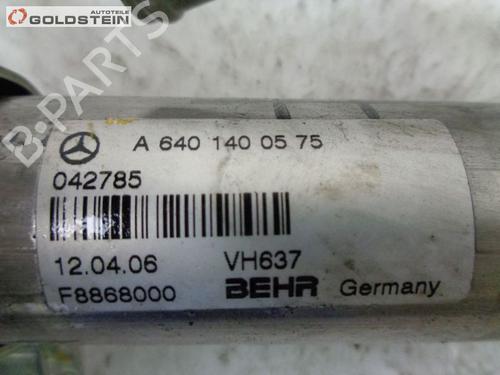 Autoteile
GOLDSTEIN
B-PARTS
A 640 140 05 75
042785
12.04.06 VH637
F8868000 BEHR Germany